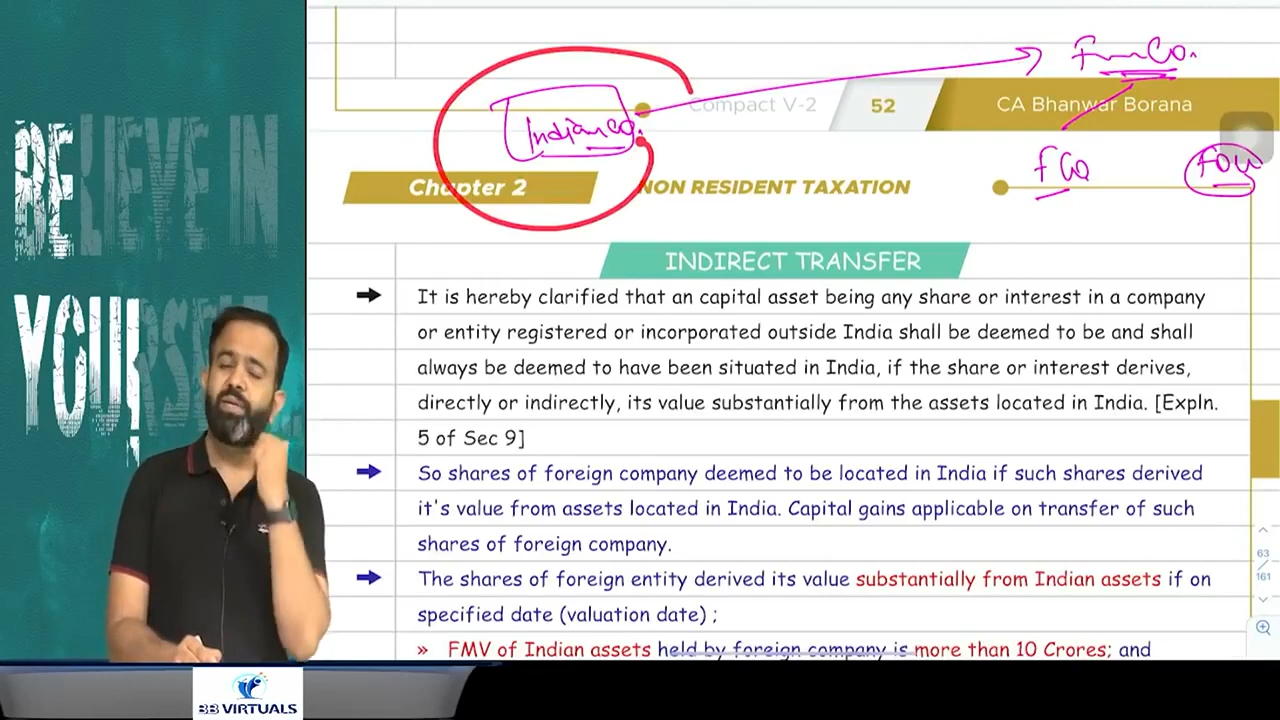 BELIEVE IN
YOURSELF
Compact V-2
52
CA Bhanwar Borana
Indian co.
F Co
Chapter 2
NON RESIDENT TAXATION
INDIRECT TRANSFER
It is hereby clarified that an capital asset being any share or interest in a company
or entity registered or incorporated outside India shall be deemed to be and shall
always be deemed to have been situated in India, if the share or interest derives,
directly or indirectly, its value substantially from the assets located in India. [Expln.
5 of Sec 9]
So shares of foreign company deemed to be located in India if such shares derived
it's value from assets located in India. Capital gains applicable on transfer of such
shares of foreign company.
The shares of foreign entity derived its value substantially from Indian assets if on
specified date (valuation date) ;
» FMV of Indian assets held by foreign company is more than 10 Crores; and
63
161
BB VIRTUALS